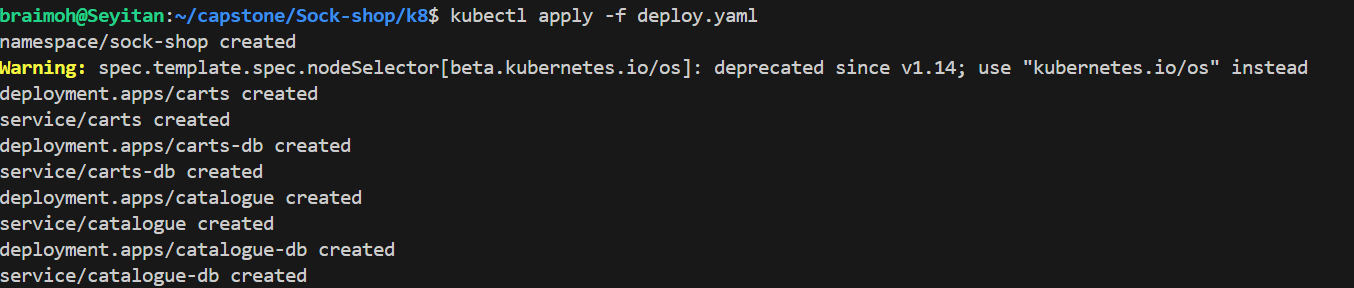 braimoh@Seyitan:~/capstone/Sock-shop/k8$ kubectl apply -f deploy.yaml
namespace/sock-shop created
Warning: spec.template.spec.nodeSelector[beta.kubernetes.io/os]: deprecated since v1.14; use "kubernetes.io/os" instead
deployment.apps/carts created
service/carts created
deployment.apps/carts-db created
service/carts-db created
deployment.apps/catalogue created
service/catalogue created
deployment.apps/catalogue-db created
service/catalogue-db created